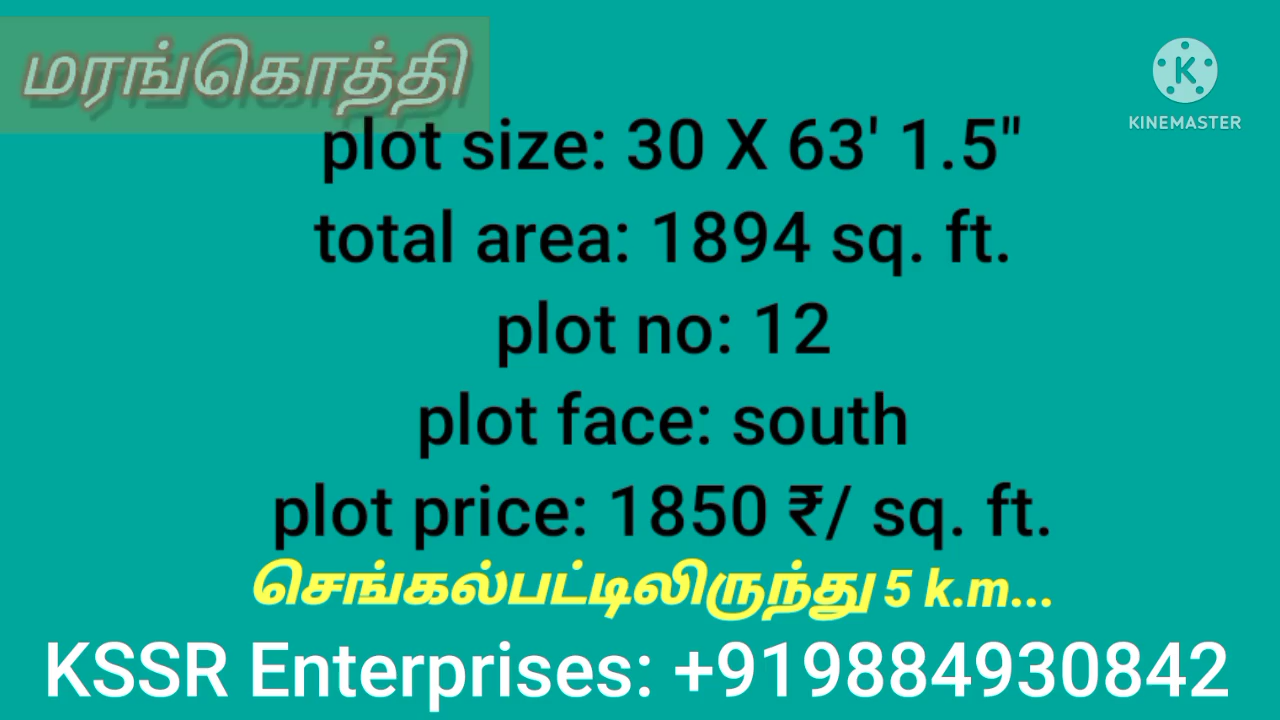 மரங்கொத்தி
K
KINEMASTER
plot size: 30 X 63' 1.5"
total area: 1894 sq. ft.
plot no: 12
plot face: south
plot price: 1850 ₹/ sq. ft.
செங்கல்பட்டிலிருந்து 5 k.m...
KSSR Enterprises: +919884930842